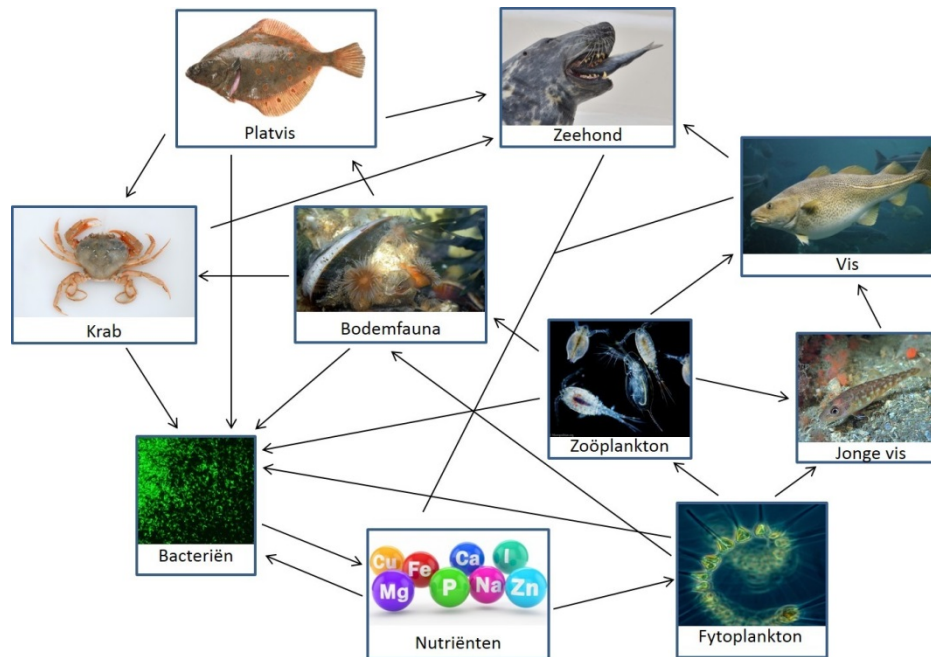 Platvis
Zeehond
Vis
Krab
Bodemfauna
Zoöplankton
Jonge vis
Bacteriën
Cu
Fe
Ca
I
Mg
P
Na
Zn
Nutriënten
Fytoplankton